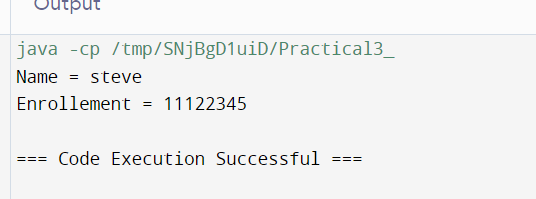 Output
java -cp /tmp/SNjBgD1uiD/Practical3_
Name = steve
Enrollement = 11122345
=== Code Execution Successful ===